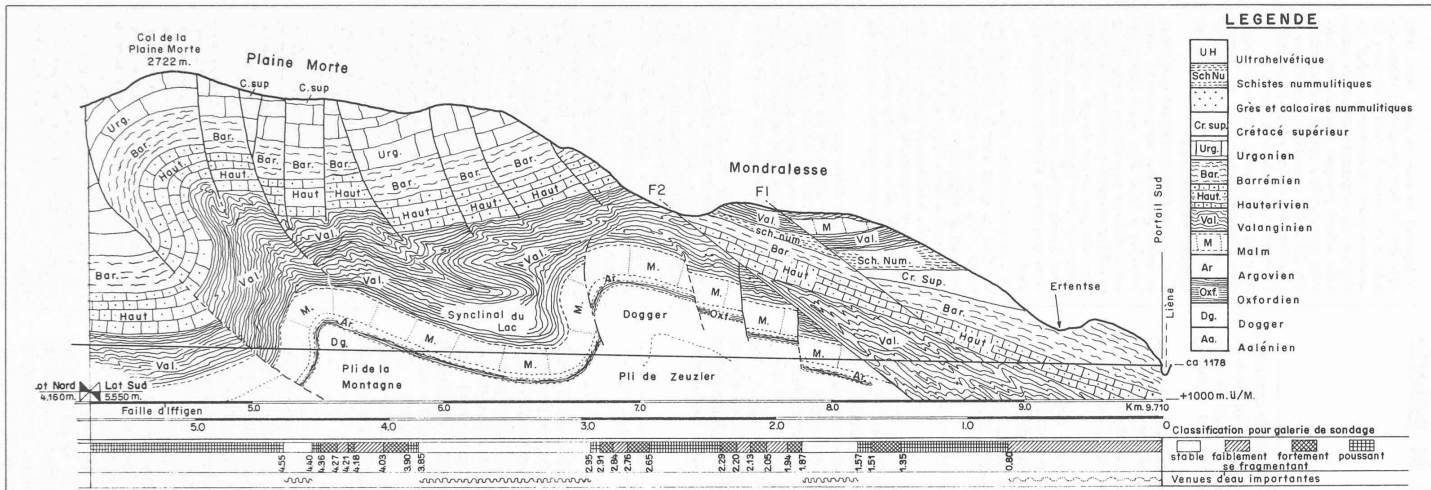 Col de la
Plaine Morte
2722 m.
Plaine Morte
C.sup
C.sup
Urg.
Bar.
Haut.
Bar.
Haut.
Bar.
Haut
Bar.
Haut
Bar.
Haut
Urg.
Bar.
Haut
Bar.
Haut
Bar.
Haut
Val.
Val.
Val.
Val.
Bar.
Haut
Val.
M.
Ar.
Dg.
M.
M.
Synclinal du
Lac
M.
M.
Ar.
M.
Oxf.
M.
Dogger
Pli de la
Montagne
Pli de Zeuzier
M.
Ar.
Val.
Mondralesse
F2
F1
Val.
sch. num.
M
Val.
Sch. Num.
Cr. Sup.
Bar.
Haut
Bar.
Haut
Ertentse
Portail Sud
Liène
ca 1178
+1000 m. ü/M.
Lot Sud
5.550 m.
4.160 m.
Faille d'Iffigen
5.0 6.0 7.0 8.0 9.0 Km. 9.710
5.0 4.0 3.0 2.0 1.0 0
4.55 4.40 4.36 4.27 4.21 4.18 4.03 3.90 3.85 2.95 2.91 2.84 2.76 2.65 2.29 2.20 2.13 2.05 1.94 1.87 1.57 1.51 1.35 0.80
Classification pour galerie de sondage
stable faiblement fortement poussant
se fragmentant
Venues d'eau importantes
LEGENDE
UH Ultrahelvétique
Sch Nu Schistes nummulitiques
Grès et calcaires nummulitiques
Cr. sup. Crétacé supérieur
Urg. Urgonien
Bar. Barrémien
Haut. Hauterivien
Val. Valanginien
M Malm
Ar Argovien
Oxf. Oxfordien
Dg. Dogger
Aa. Aalénien